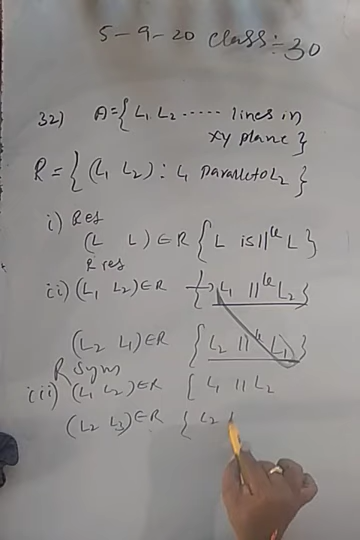 5-9-20 class:-30
32) A={L₁ L₂ ..... lines in
xy plane}
R={(L₁ L₂): L₁ parallel to L₂}
i) Res
(L L)∈R {L is ||le L}
R res
ii) (L₁ L₂)∈R {L₁ ||le L₂}
(L₂ L₁)∈R {L₂ ||le L₁}
R Sym
iii) (L₁ L₂)∈R { L₁ || L₂
(L₂ L₃)∈R { L₂ |